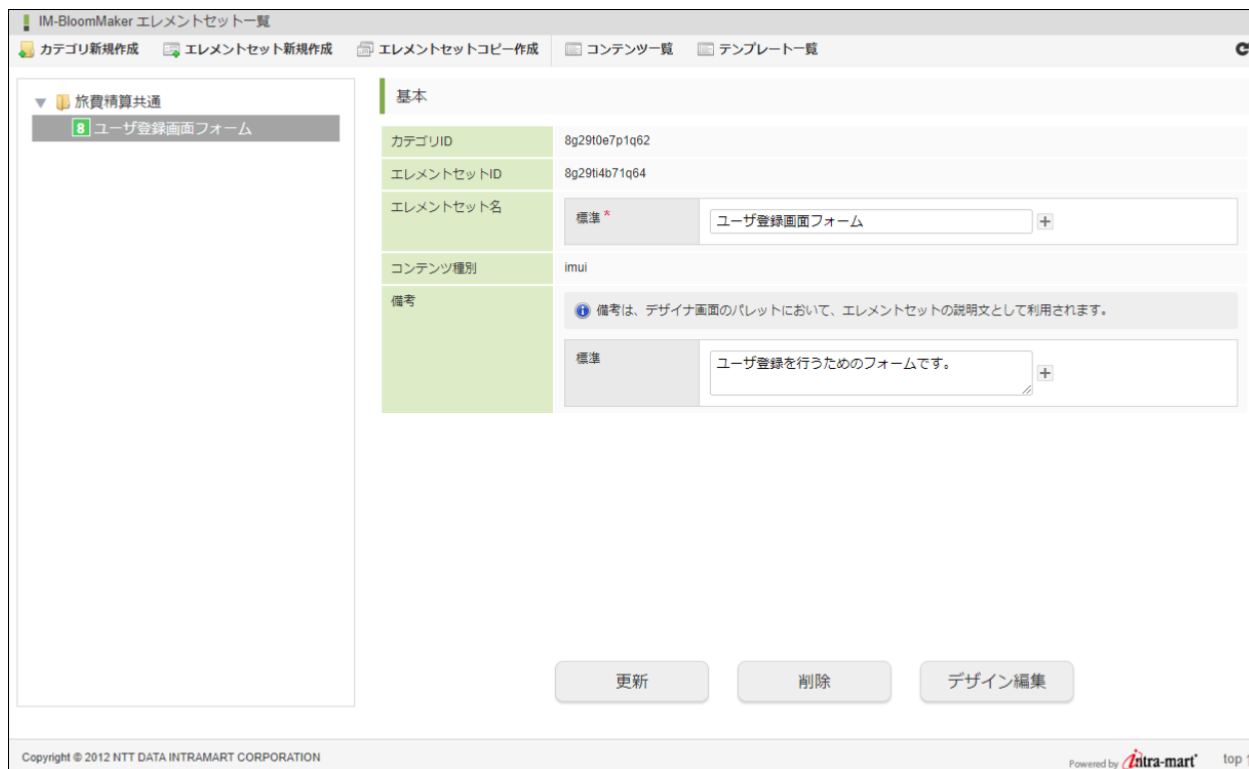 IM-BloomMaker エレメントセット一覧
カテゴリ新規作成 エレメントセット新規作成 エレメントセットコピー作成 コンテンツ一覧 テンプレート一覧
旅費精算共通
8 ユーザ登録画面フォーム
基本
カテゴリID 8g29t0e7p1q62
エレメントセットID 8g29ti4b71q64
エレメントセット名 標準 * ユーザ登録画面フォーム
コンテンツ種別 imui
備考 備考は、デザイナ画面のパレットにおいて、エレメントセットの説明文として利用されます。
標準 ユーザ登録を行うためのフォームです。
更新 削除 デザイン編集
Copyright © 2012 NTT DATA INTRAMART CORPORATION Powered by intra-mart top